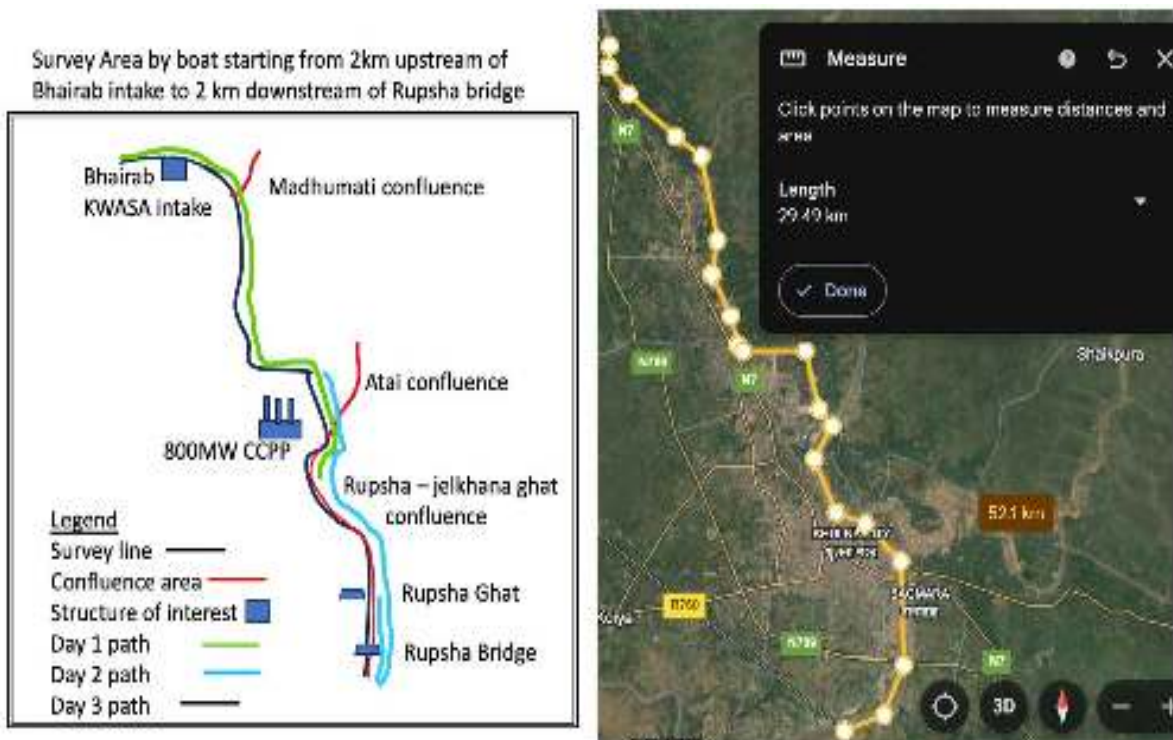 Survey Area by boat starting from 2km upstream of
Bhairab intake to 2 km downstream of Rupsha bridge
Bhairab
KWASA intake
Madhumati confluence
Atai confluence
800MW CCPP
Rupsha – jelkhana ghat
confluence
Legend
Survey line
Confluence area
Structure of interest
Day 1 path
Day 2 path
Day 3 path
Rupsha Ghat
Rupsha Bridge
Measure
Click points on the map to measure distances and
area
Length
29.49 km
Done
N7
Shaikpura
N7
52.1 km
R760
N709
N7
3D